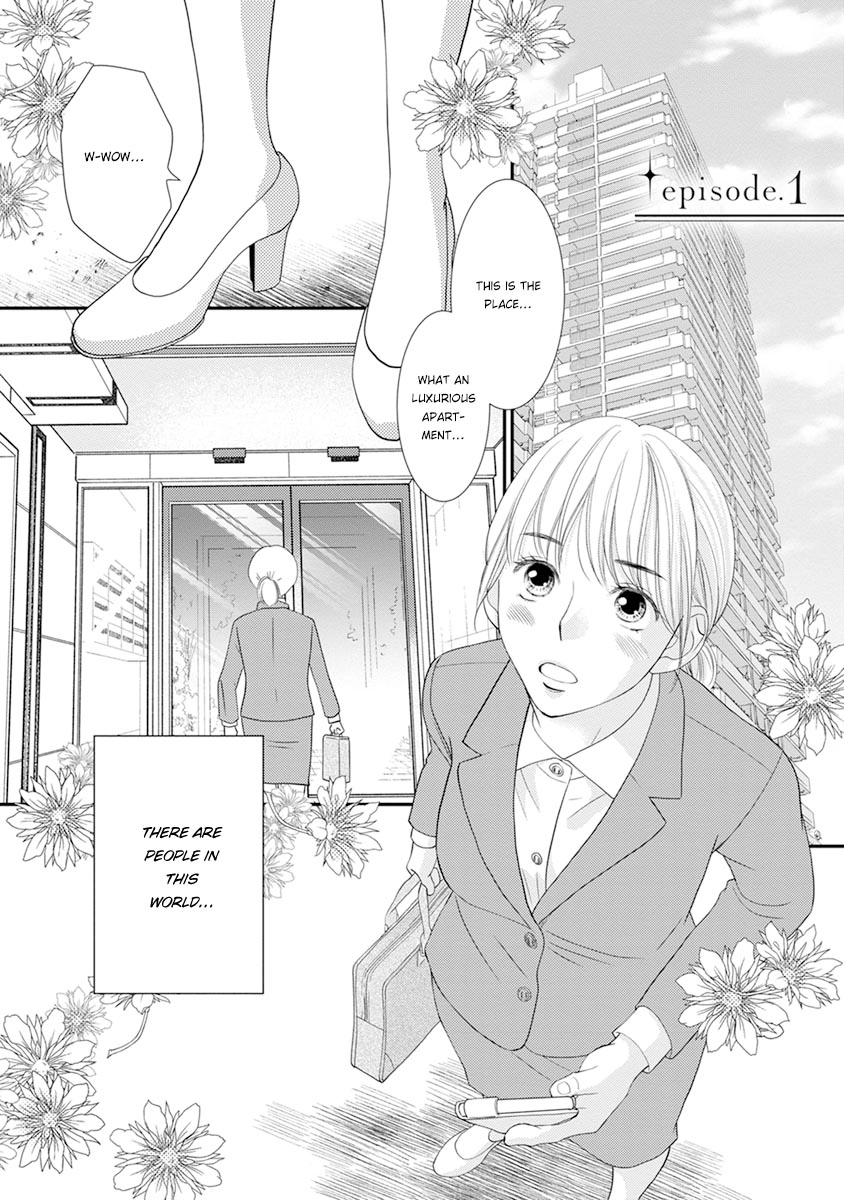 episode.1
THIS IS THE
PLACE...
WHAT AN
LUXURIOUS
APART-
MENT...
W-WOW...
THERE ARE
PEOPLE IN
THIS
WORLD...